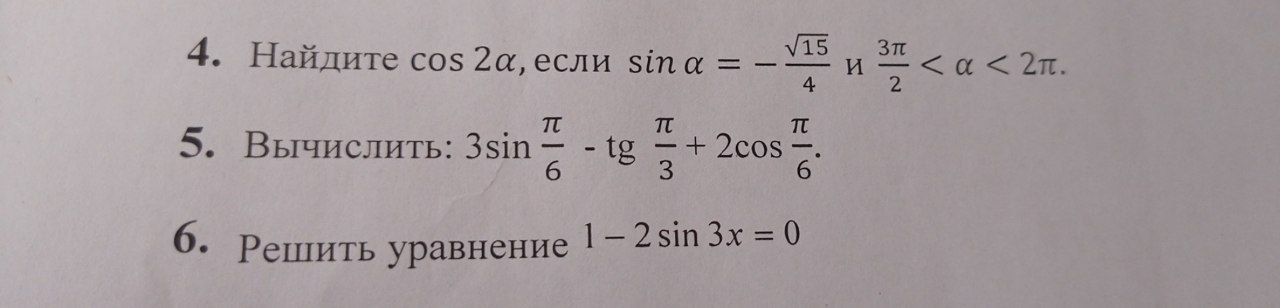 4. Найдите cos 2α, если sin α = −√15/4 и 3π/2 < α < 2π.
5. Вычислить: 3sin π/6 - tg π/3 + 2cos π/6.
6. Решить уравнение 1 − 2 sin 3x = 0